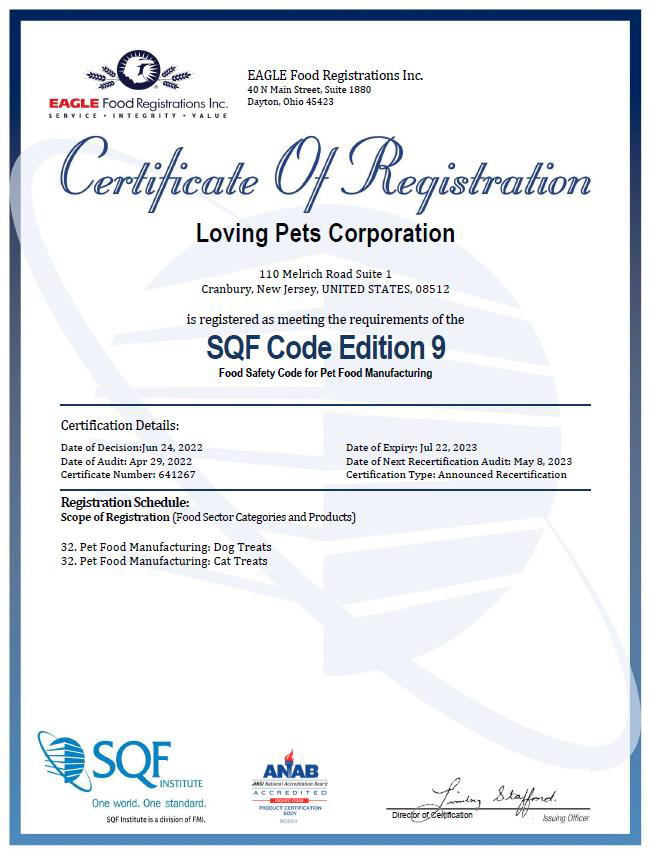 EAGLE Food Registrations Inc.
SERVICE • INTEGRITY • VALUE
EAGLE Food Registrations Inc.
40 N Main Street, Suite 1880
Dayton, Ohio 45423
Certificate Of Registration
Loving Pets Corporation
110 Melrich Road Suite 1
Cranbury, New Jersey, UNITED STATES, 08512
is registered as meeting the requirements of the
SQF Code Edition 9
Food Safety Code for Pet Food Manufacturing
Certification Details:
Date of Decision:Jun 24, 2022
Date of Audit: Apr 29, 2022
Certificate Number: 641267
Date of Expiry: Jul 22, 2023
Date of Next Recertification Audit: May 8, 2023
Certification Type: Announced Recertification
Registration Schedule:
Scope of Registration (Food Sector Categories and Products)
32. Pet Food Manufacturing: Dog Treats
32. Pet Food Manufacturing: Cat Treats
SQF
INSTITUTE
One world. One standard.
SQF Institute is a division of FMI.
ANAB
ANSI National Accreditation Board
ACCREDITED
PRODUCT CERTIFICATION
BODY
Stafford.
Director of Certification
Issuing Officer